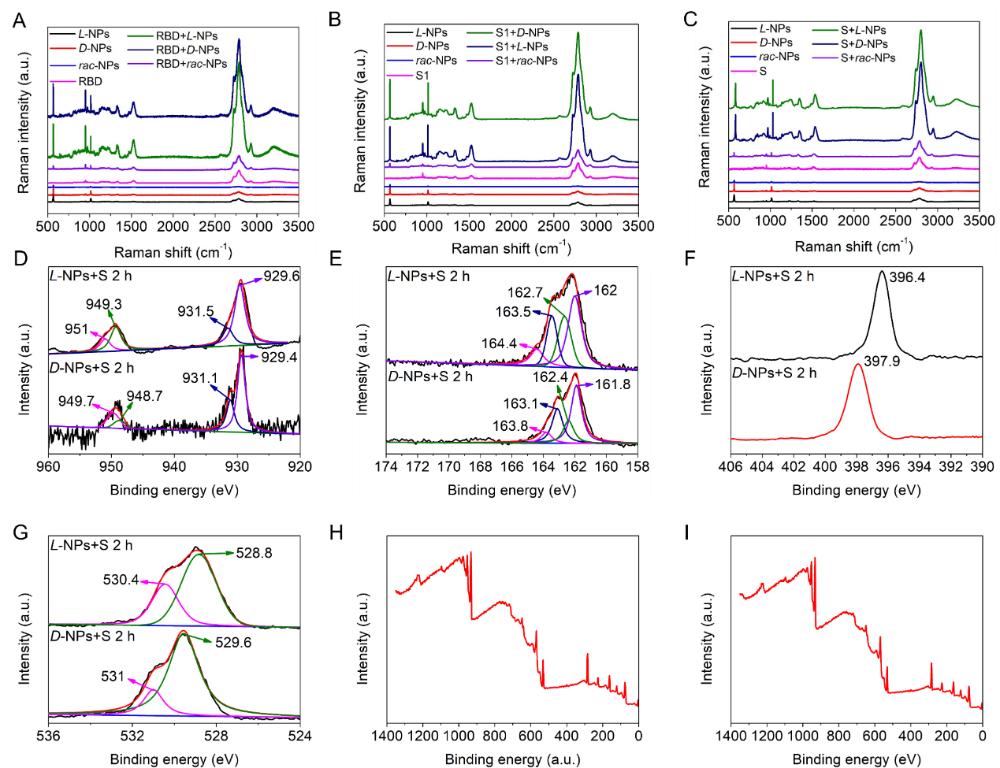 A
L-NPs
D-NPs
rac-NPs
RBD
RBD+L-NPs
RBD+D-NPs
RBD+rac-NPs
Raman intensity (a.u.)
500 1000 1500 2000 2500 3000 3500
Raman shift (cm-1)
B
L-NPs
D-NPs
rac-NPs
S1
S1+D-NPs
S1+L-NPs
S1+rac-NPs
Raman intensity (a.u.)
500 1000 1500 2000 2500 3000 3500
Raman shift (cm-1)
C
L-NPs
D-NPs
rac-NPs
S
S+L-NPs
S+D-NPs
S+rac-NPs
Raman intensity (a.u.)
500 1000 1500 2000 2500 3000 3500
Raman shift (cm-1)
D
L-NPs+S 2 h
929.6
949.3
931.5
951
D-NPs+S 2 h
929.4
931.1
949.7
948.7
Intensity (a.u.)
960 950 940 930 920
Binding energy (eV)
E
L-NPs+S 2 h
162.7
162
163.5
164.4
D-NPs+S 2 h
162.4
161.8
163.1
163.8
Intensity (a.u.)
174 172 170 168 166 164 162 160 158
Binding energy (eV)
F
L-NPs+S 2 h
396.4
D-NPs+S 2 h
397.9
Intensity (a.u.)
406 404 402 400 398 396 394 392 390
Binding energy (eV)
G
L-NPs+S 2 h
528.8
530.4
D-NPs+S 2 h
529.6
531
Intensity (a.u.)
536 532 528 524
Binding energy (eV)
H
Intensity (a.u.)
1400 1200 1000 800 600 400 200 0
Binding energy (a.u.)
I
Intensity (a.u.)
1400 1200 1000 800 600 400 200 0
Binding energy (eV)